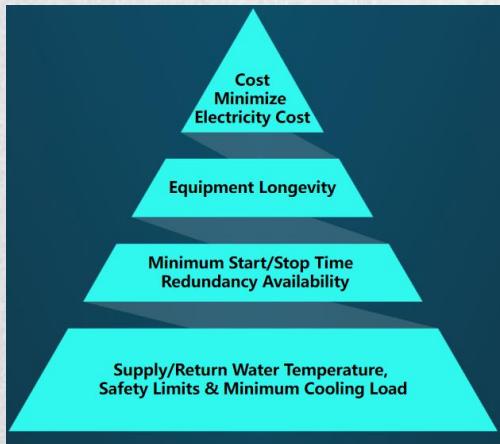 Cost
Minimize
Electricity Cost
Equipment Longevity
Minimum Start/Stop Time
Redundancy Availability
Supply/Return Water Temperature,
Safety Limits & Minimum Cooling Load